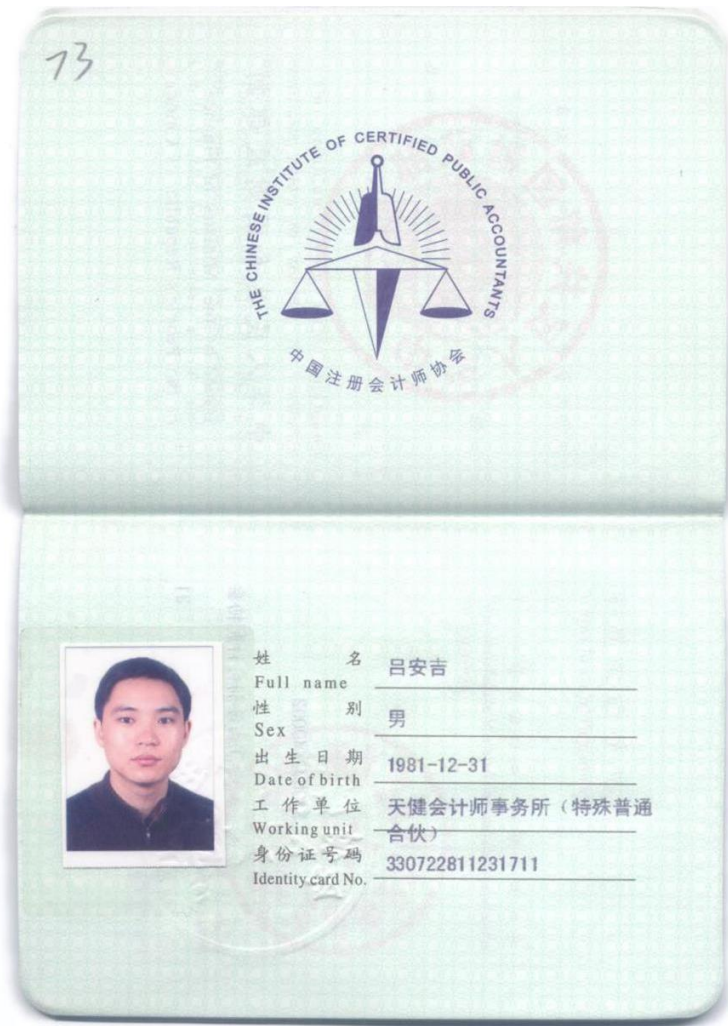 73
THE CHINESE INSTITUTE OF CERTIFIED PUBLIC ACCOUNTANTS
中国注册会计师协会
姓名 吕安吉
Full name
性别 男
Sex
出生日期 1981-12-31
Date of birth
工作单位 天健会计师事务所（特殊普通
Working unit 合伙）
身份证号码 330722811231711
Identity card No.